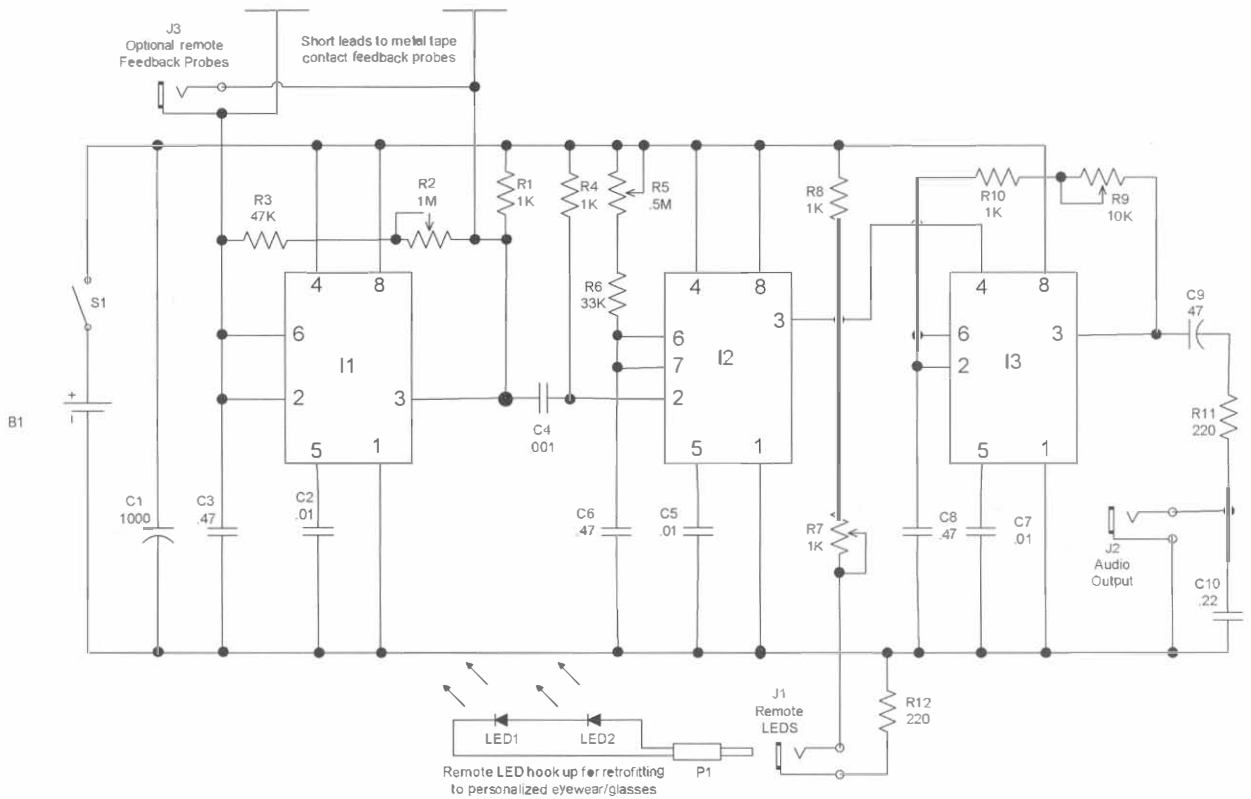 J3
Optional remote
Feedback Probes
Short leads to metal tape
contact feedback probes
R3
47K
R2
1M
R1
1K
R4
1K
R5
.5M
R8
1K
R10
1K
R9
10K
S1
4
8
6
I1
2
3
5
1
R6
33K
4
8
3
6
7
I2
2
5
1
4
8
6
2
I3
3
5
1
C9
47
R11
220
B1
+
–
C4
001
C1
1000
C3
.47
C2
.01
C6
.47
C5
.01
R7
1K
C8
.47
C7
.01
J2
Audio
Output
C10
.22
LED1
LED2
P1
J1
Remote
LEDS
R12
220
Remote LED hook up for retrofitting
to personalized eyewear/glasses